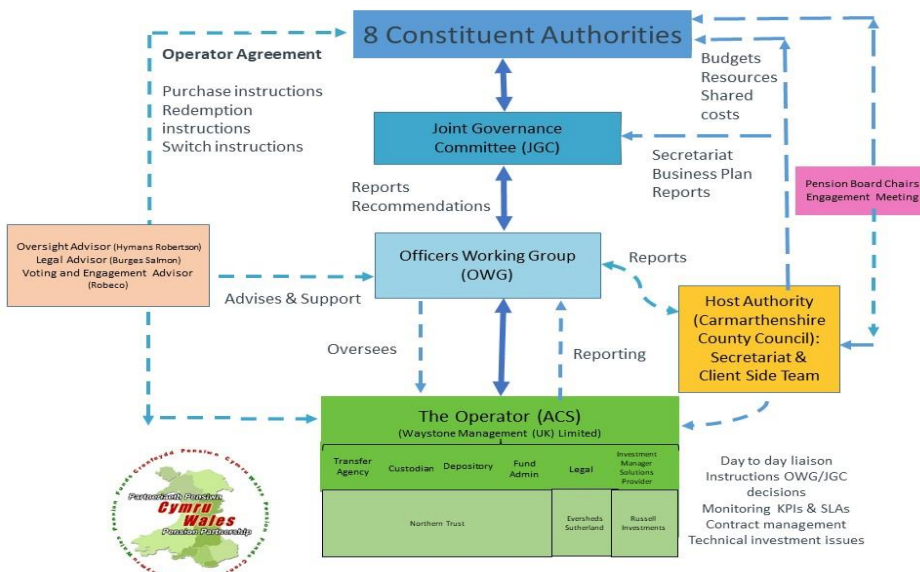 8 Constituent Authorities
Operator Agreement
Purchase instructions
Redemption
instructions
Switch instructions
Budgets
Resources
Shared
costs
Joint Governance
Committee (JGC)
Secretariat
Business Plan
Reports
Reports
Recommendations
Pension Board Chairs
Engagement Meeting
Oversight Advisor (Hymans Robertson)
Legal Advisor (Burges Salmon)
Voting and Engagement Advisor
(Robeco)
Officers Working Group
(OWG)
Reports
Advises & Support
Host Authority
(Carmarthenshire
County Council):
Secretariat &
Client Side Team
Oversees
Reporting
The Operator (ACS)
(Waystone Management (UK) Limited)
Transfer
Agency
Custodian
Depository
Fund
Admin
Legal
Investment
Manager
Solutions
Provider
Northern Trust
Eversheds
Sutherland
Russell
Investments
Day to day liaison
Instructions OWG/JGC
decisions
Monitoring KPIs & SLAs
Contract management
Technical investment issues
Partneriaeth Pensiwn
Cymru
Wales
Pension Partnership